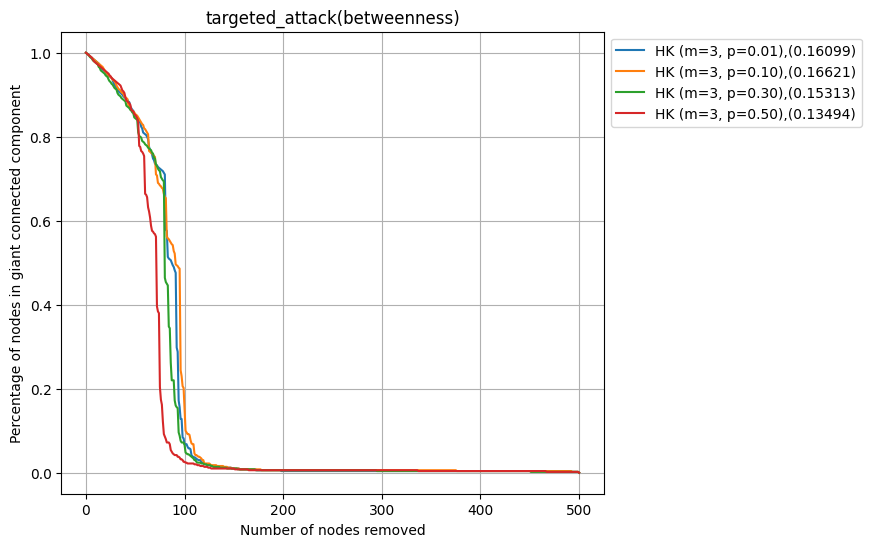 targeted_attack(betweenness)
HK (m=3, p=0.01),(0.16099)
HK (m=3, p=0.10),(0.16621)
HK (m=3, p=0.30),(0.15313)
HK (m=3, p=0.50),(0.13494)
Percentage of nodes in giant connected component
1.0
0.8
0.6
0.4
0.2
0.0
0 100 200 300 400 500
Number of nodes removed